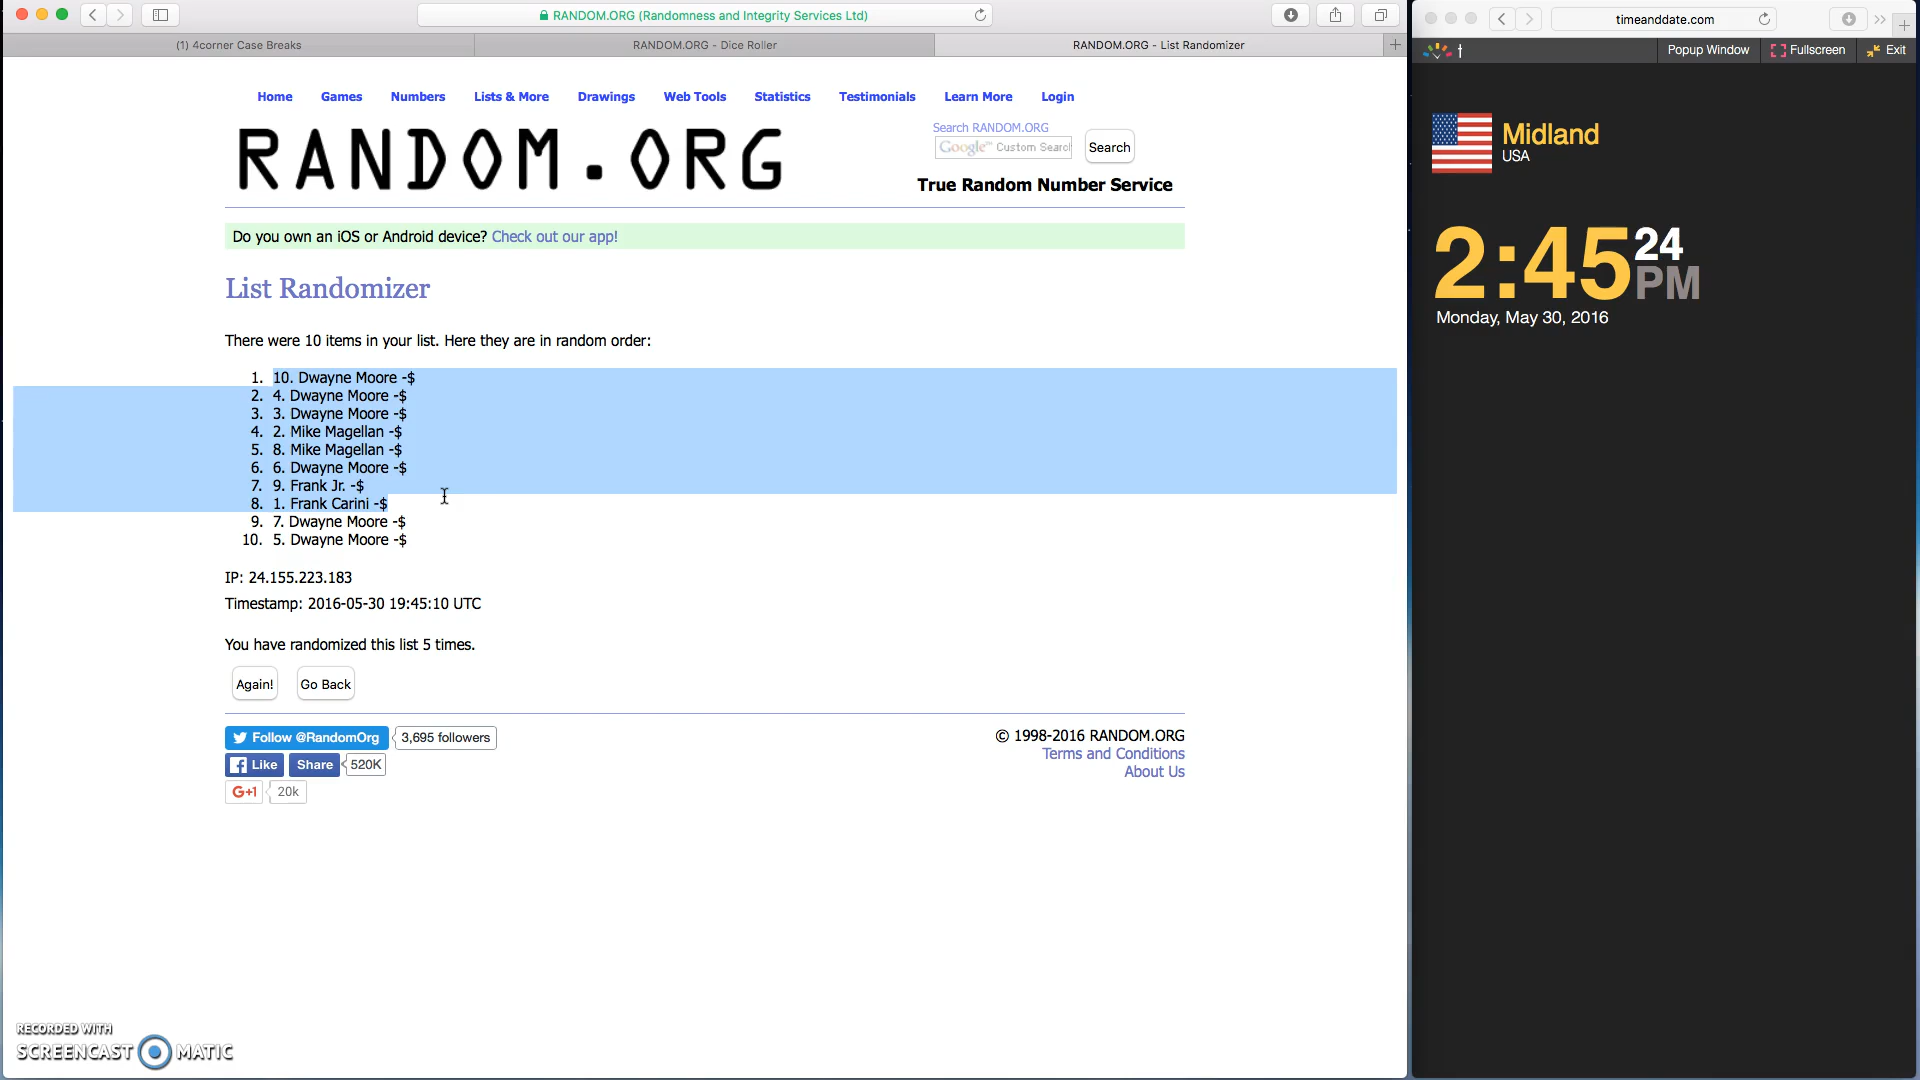 RANDOM.ORG (Randomness and Integrity Services Ltd)
(1) 4corner Case Breaks
RANDOM.ORG - Dice Roller
RANDOM.ORG - List Randomizer
Home Games Numbers Lists & More Drawings Web Tools Statistics Testimonials Learn More Login
RANDOM.ORG
Search RANDOM.ORG
Google™ Custom Search
Search
True Random Number Service
Do you own an iOS or Android device? Check out our app!
List Randomizer
There were 10 items in your list. Here they are in random order:
1. 10. Dwayne Moore -$
2. 4. Dwayne Moore -$
3. 3. Dwayne Moore -$
4. 2. Mike Magellan -$
5. 8. Mike Magellan -$
6. 6. Dwayne Moore -$
7. 9. Frank Jr. -$
8. 1. Frank Carini -$
9. 7. Dwayne Moore -$
10. 5. Dwayne Moore -$
IP: 24.155.223.183
Timestamp: 2016-05-30 19:45:10 UTC
You have randomized this list 5 times.
Again! Go Back
Follow @RandomOrg 3,695 followers
Like Share 520K
G+1 20k
© 1998-2016 RANDOM.ORG
Terms and Conditions
About Us
RECORDED WITH
SCREENCAST MATIC
timeanddate.com
Popup Window Fullscreen Exit
Midland
USA
2:45 24 PM
Monday, May 30, 2016